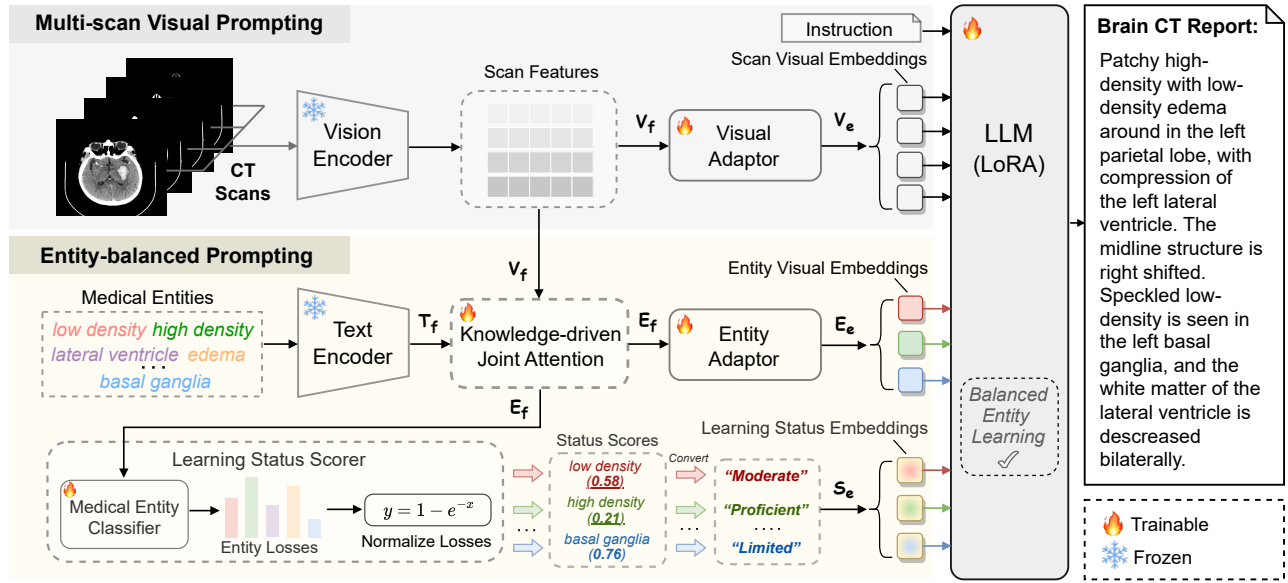 Multi-scan Visual Prompting
CT
Scans
Vision
Encoder
Scan Features
V_f
Visual
Adaptor
V_e
Instruction
Scan Visual Embeddings
Entity-balanced Prompting
Medical Entities
low density high density
lateral ventricle edema
...
basal ganglia
Text
Encoder
T_f
V_f
Knowledge-driven
Joint Attention
E_f
Entity
Adaptor
E_e
Entity Visual Embeddings
E_f
Learning Status Scorer
Medical Entity
Classifier
Entity Losses
y = 1 − e^{-x}
Normalize Losses
...
Status Scores
low density
(0.58)
high density
(0.21)
...
basal ganglia
(0.76)
Convert
...
“Moderate”
“Proficient”
....
“Limited”
S_e
Learning Status Embeddings
LLM
(LoRA)
Balanced
Entity
Learning
✓
Brain CT Report:
Patchy high-
density with low-
density edema
around in the left
parietal lobe, with
compression of
the left lateral
ventricle. The
midline structure is
right shifted.
Speckled low-
density is seen in
the left basal
ganglia, and the
white matter of the
lateral ventricle is
descreased
bilaterally.
Trainable
Frozen